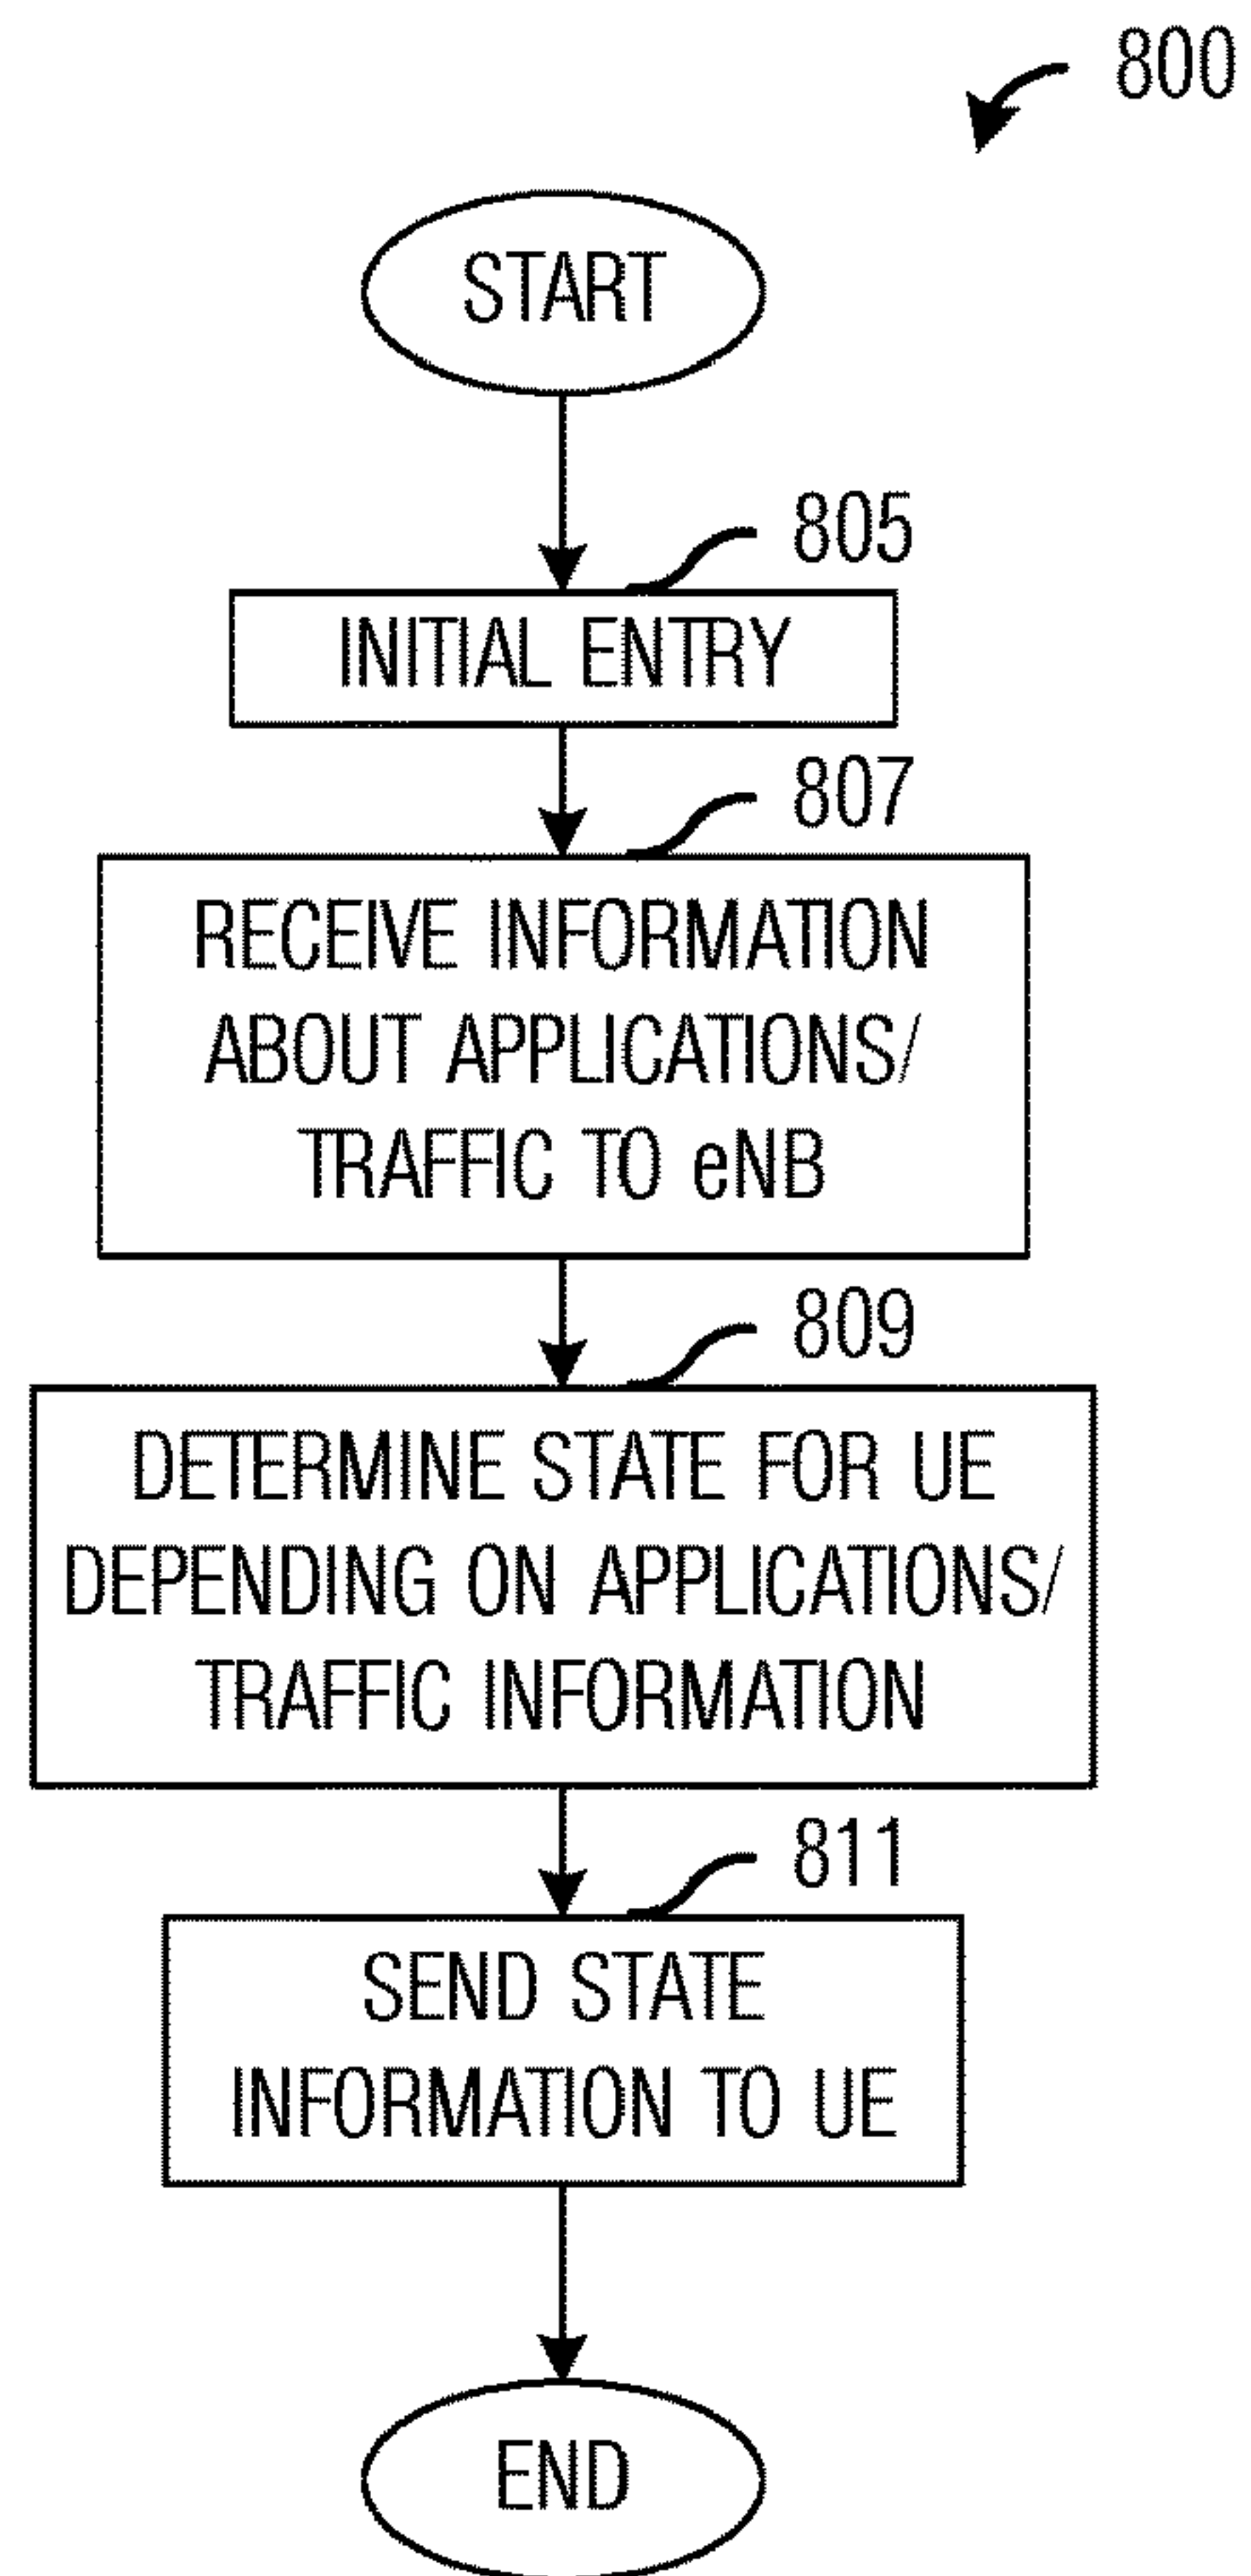 800
START
805
INITIAL ENTRY
807
RECEIVE INFORMATION
ABOUT APPLICATIONS/
TRAFFIC TO eNB
809
DETERMINE STATE FOR UE
DEPENDING ON APPLICATIONS/
TRAFFIC INFORMATION
811
SEND STATE
INFORMATION TO UE
END